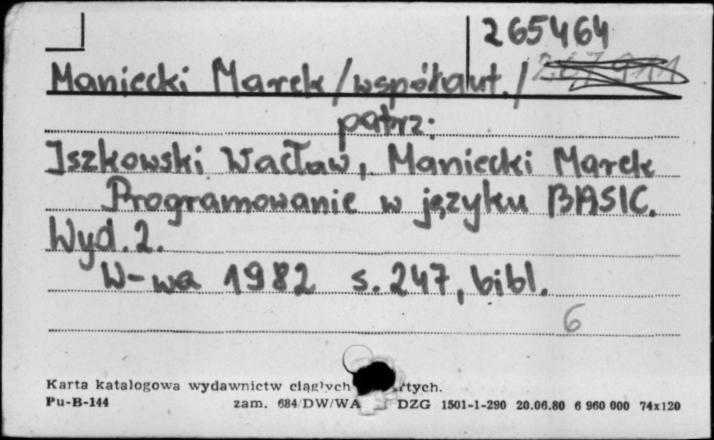 265464
Maniecki Marek /współaut./
patrz:
Iszkowski Wacław, Maniecki Marek
Programowanie w języku BASIC.
Wyd. 2.
W-wa 1982 s. 247, bibl.
6
Karta katalogowa wydawnictw ciągłych
Pu-B-144 zam. 684/DW/WA DZG 1501-1-290 20.06.80 6 960 000 74x120